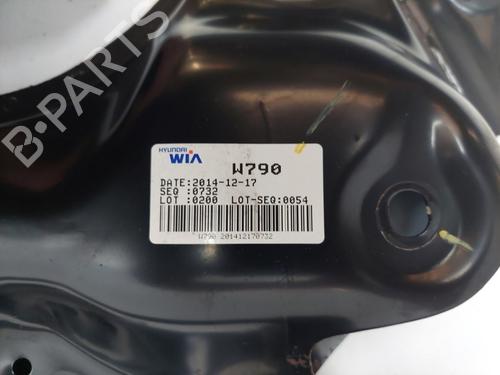 B-PARTS
HYUNDAI
WIA W790
DATE:2014-12-17
SEQ :0732
LOT :0200 LOT-SEQ:0054
W790 201412170732